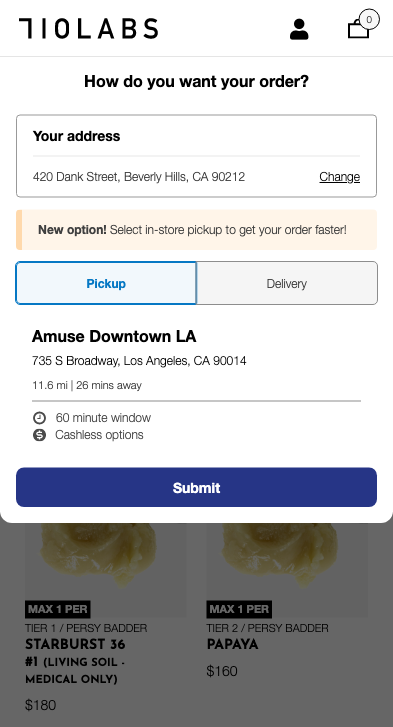 710LABS
0
How do you want your order?
Your address
420 Dank Street, Beverly Hills, CA 90212
Change
New option! Select in-store pickup to get your order faster!
Pickup
Delivery
Amuse Downtown LA
735 S Broadway, Los Angeles, CA 90014
11.6 mi | 26 mins away
60 minute window
$ Cashless options
Submit
MAX 1 PER
TIER 1 / PERSY BADDER
STARBURST 36
#1 (LIVING SOIL -
MEDICAL ONLY)
$180
MAX 1 PER
TIER 2 / PERSY BADDER
PAPAYA
$160